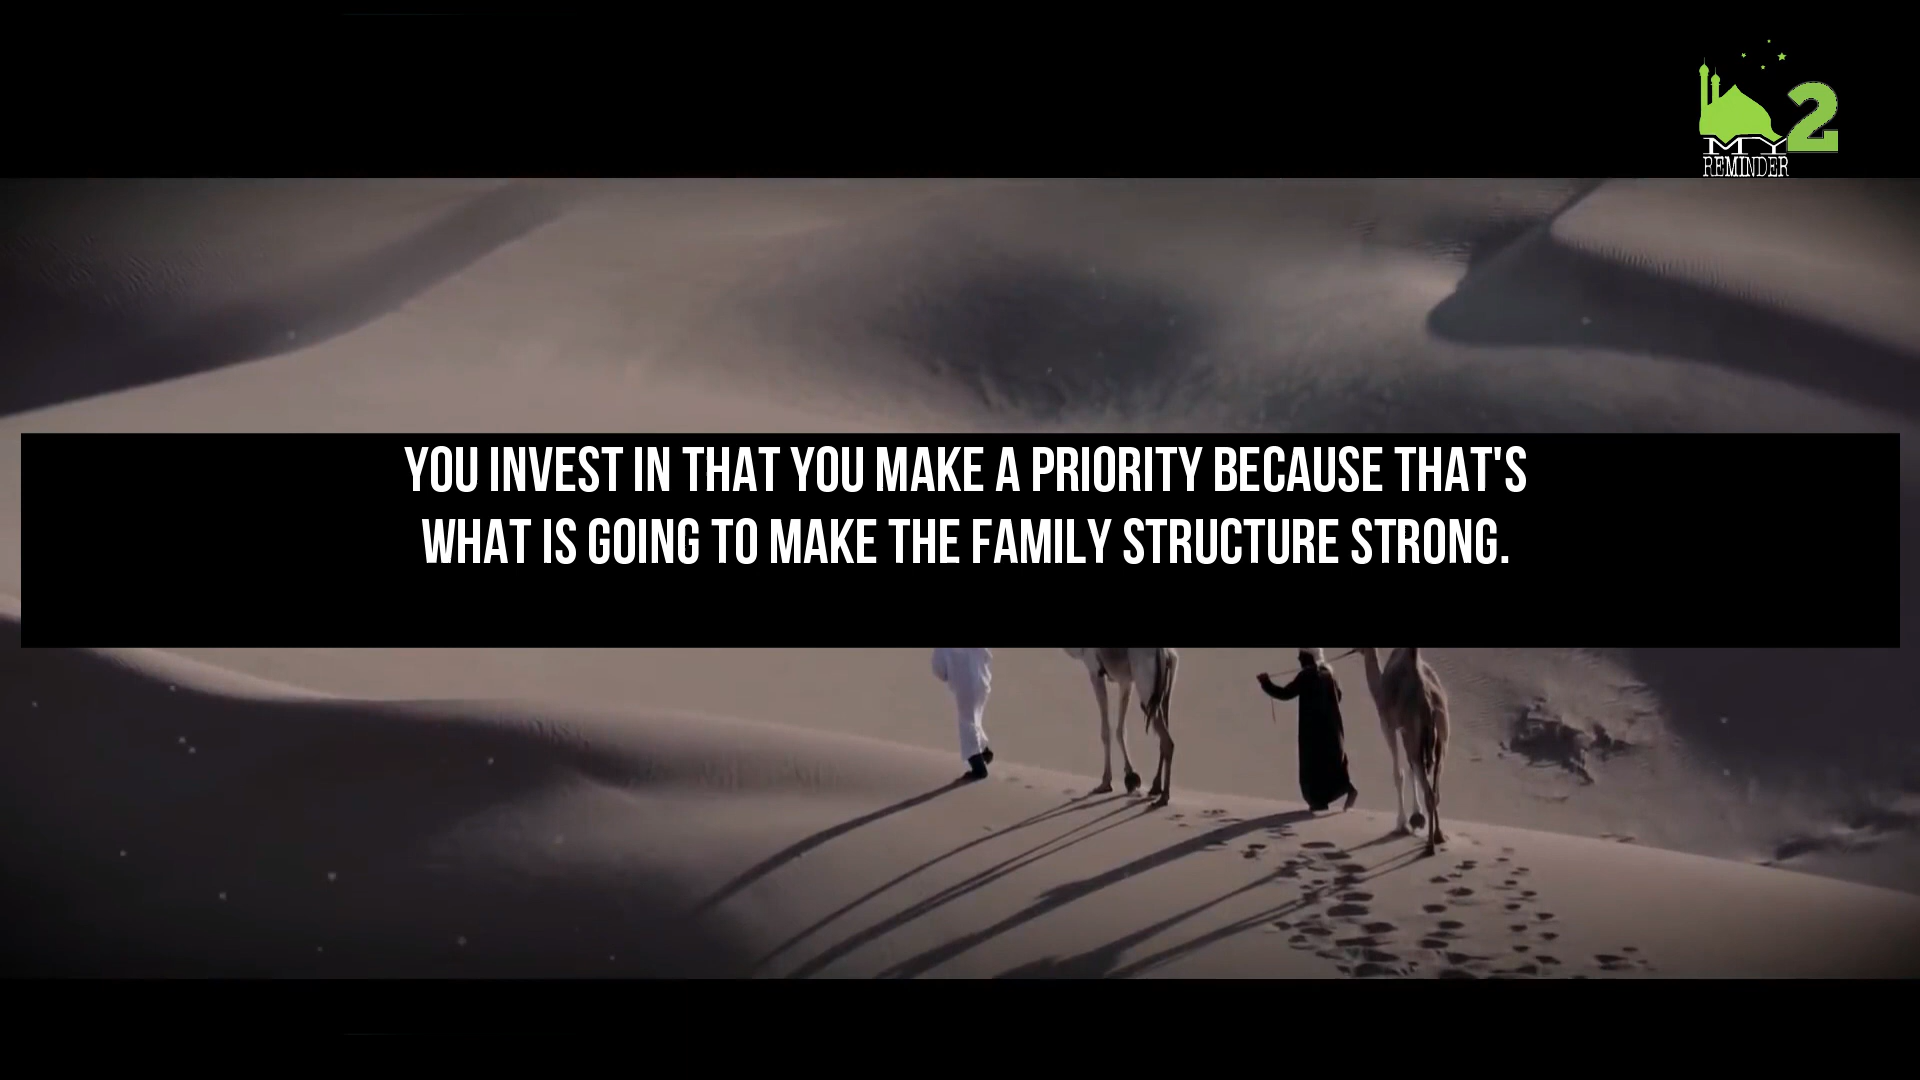 2
MY
REMINDER
YOU INVEST IN THAT YOU MAKE A PRIORITY BECAUSE THAT'S
WHAT IS GOING TO MAKE THE FAMILY STRUCTURE STRONG.